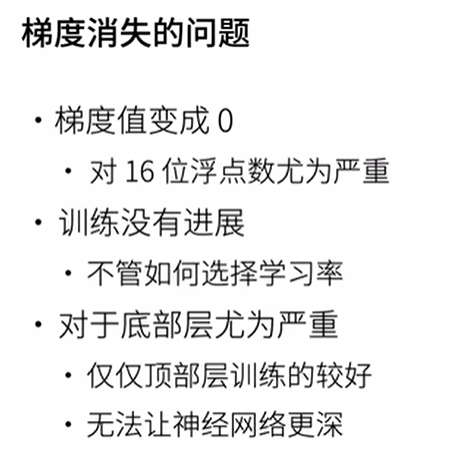 梯度消失的问题
• 梯度值变成 0
• 对 16 位浮点数尤为严重
• 训练没有进展
• 不管如何选择学习率
• 对于底部层尤为严重
• 仅仅顶部层训练的较好
• 无法让神经网络更深